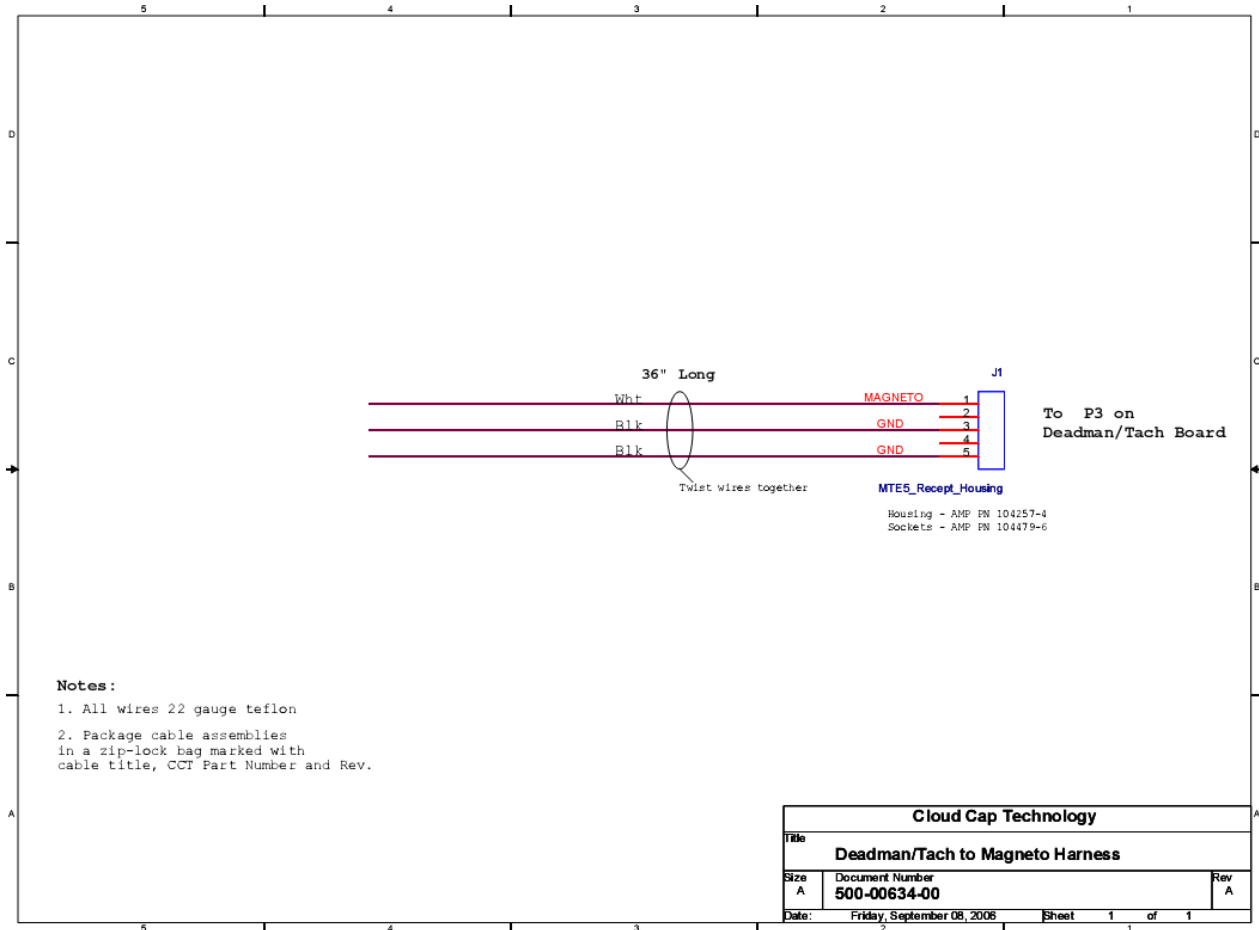 5 4 3 2 1
D D
C C
B B
A A
36" Long
J1
Wht MAGNETO 1
2
Blk GND 3
4
Blk GND 5
To P3 on
Deadman/Tach Board
Twist wires together
MTE5_Recept_Housing
Housing - AMP PN 104257-4
Sockets - AMP PN 104479-6
Notes:
1. All wires 22 gauge teflon
2. Package cable assemblies
in a zip-lock bag marked with
cable title, CCT Part Number and Rev.
Cloud Cap Technology
Title
Deadman/Tach to Magneto Harness
Size Document Number Rev
A 500-00634-00 A
Date: Friday, September 08, 2006 Sheet 1 of 1
5 4 3 2 1